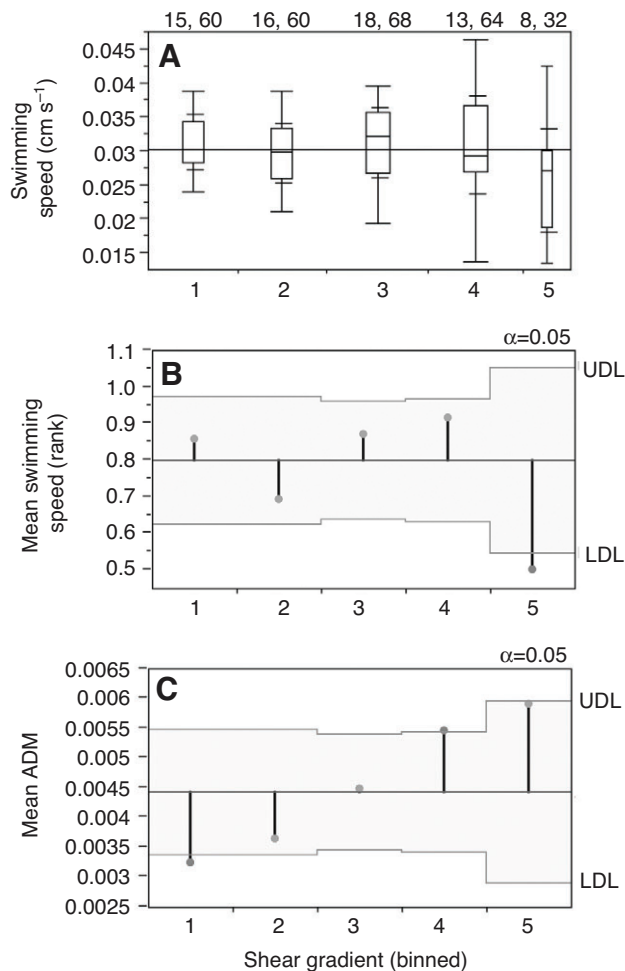 15, 60 16, 60 18, 68 13, 64 8, 32
A
0.045
0.04
0.035
0.03
0.025
0.02
0.015
Swimming
speed (cm s⁻¹)
1 2 3 4 5
α=0.05
B
1.1
1.0
0.9
0.8
0.7
0.6
0.5
Mean swimming
speed (rank)
UDL
LDL
1 2 3 4 5
α=0.05
C
0.0065
0.006
0.0055
0.005
0.0045
0.004
0.0035
0.003
0.0025
Mean ADM
UDL
LDL
1 2 3 4 5
Shear gradient (binned)